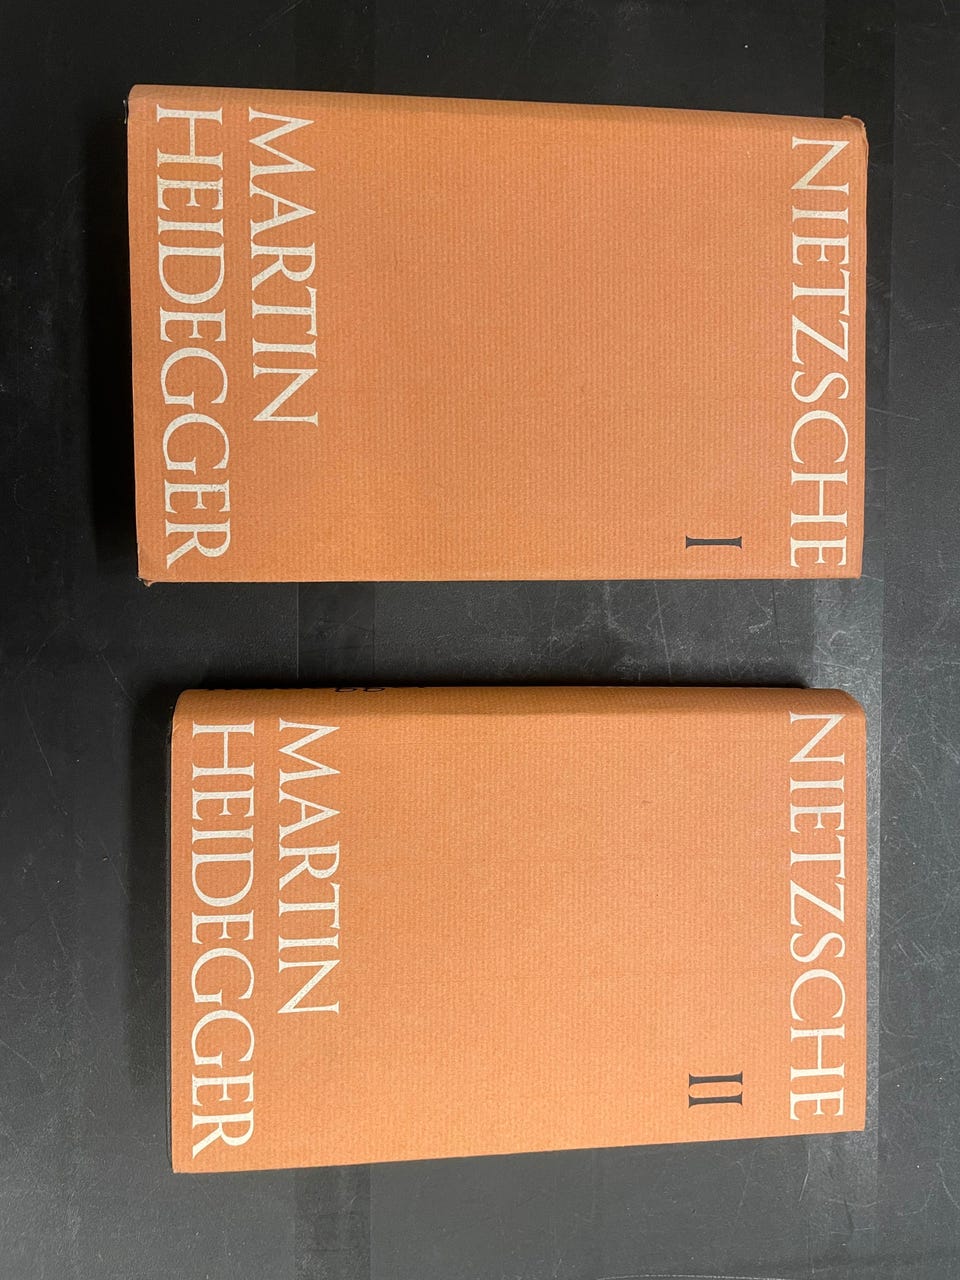 NIETZSCHE
I
MARTIN
HEIDEGGER
NIETZSCHE
II
MARTIN
HEIDEGGER